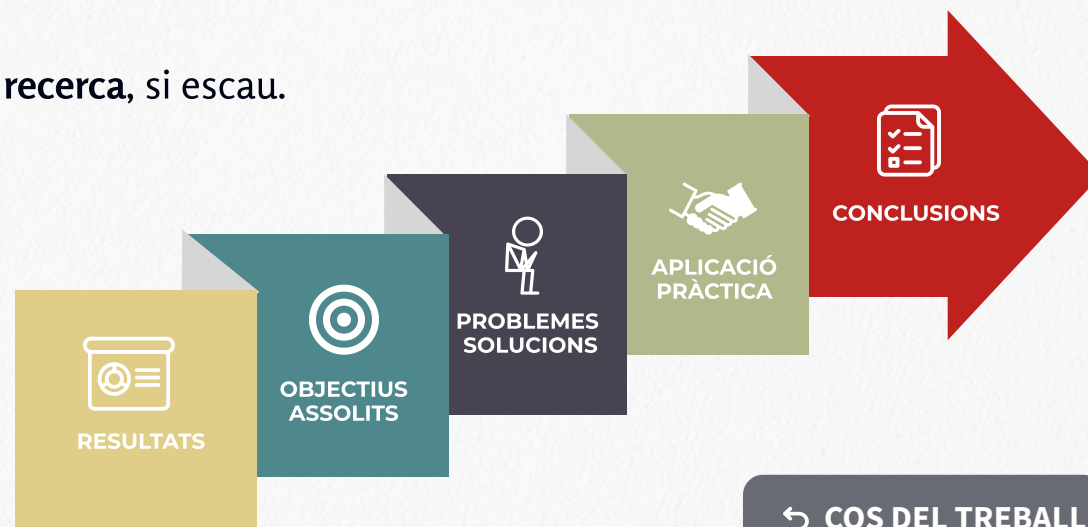 recerca, si escau.
CONCLUSIONS
APLICACIÓ
PRÀCTICA
PROBLEMES
SOLUCIONS
OBJECTIUS
ASSOLITS
RESULTATS
COS DEL TREBALL